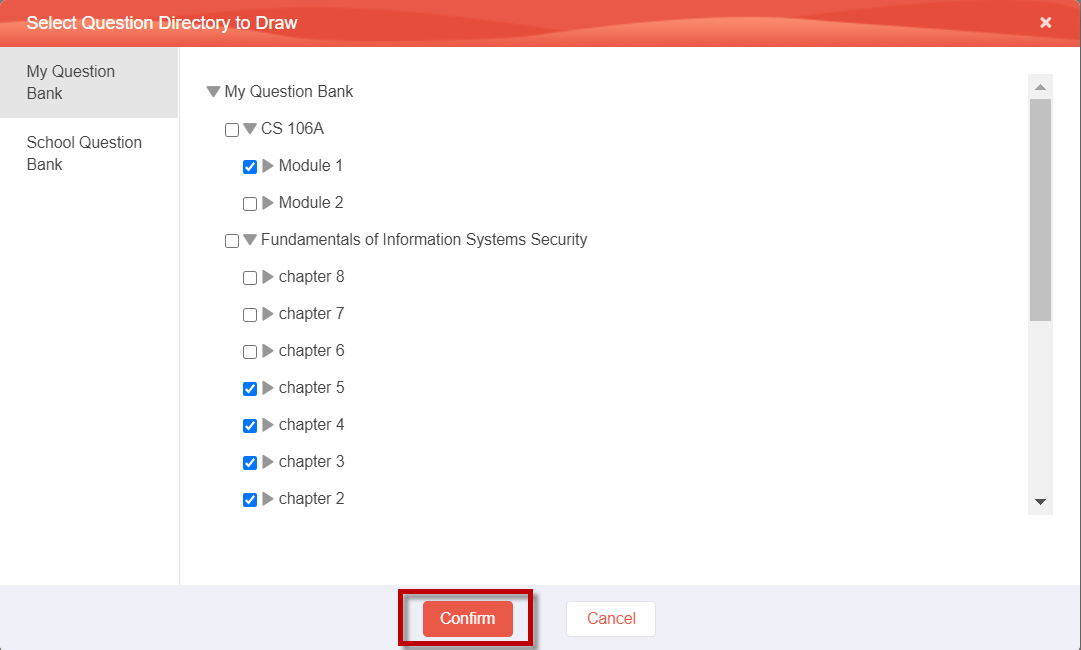 Select Question Directory to Draw
My Question
Bank
School Question
Bank
My Question Bank
CS 106A
Module 1
Module 2
Fundamentals of Information Systems Security
chapter 8
chapter 7
chapter 6
chapter 5
chapter 4
chapter 3
chapter 2
Confirm
Cancel